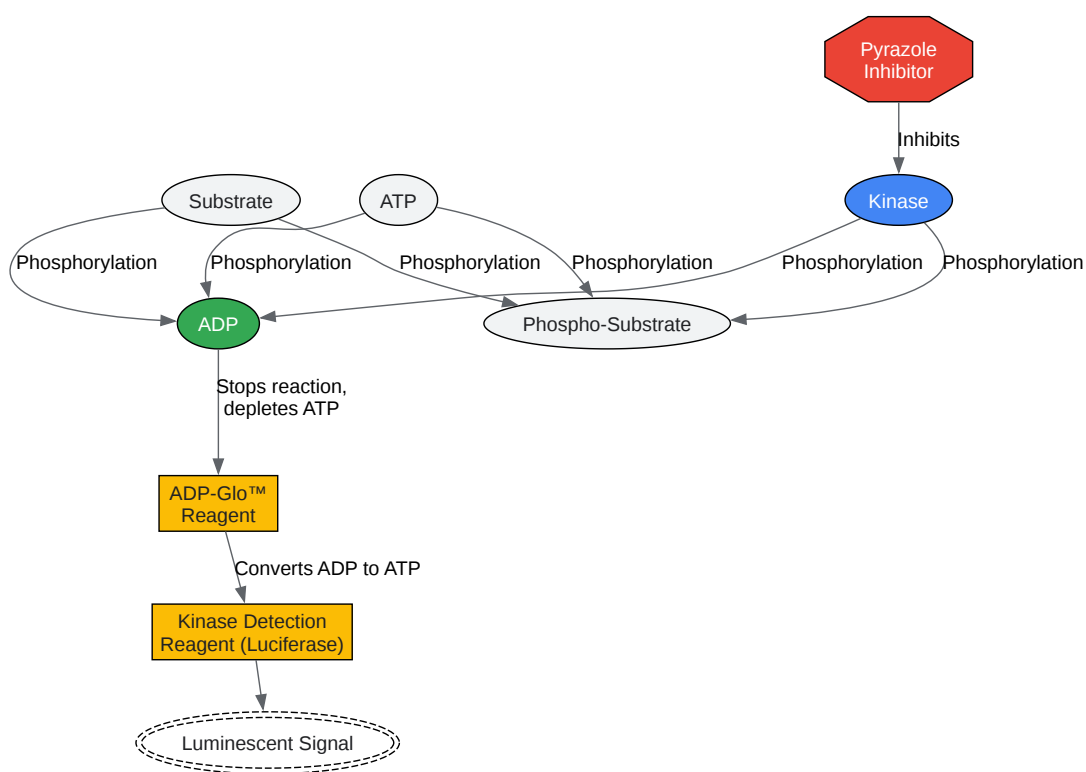 Pyrazole
Inhibitor
Inhibits
Substrate
ATP
Kinase
Phosphorylation
Phosphorylation
Phosphorylation
Phosphorylation
Phosphorylation
Phosphorylation
ADP
Phospho-Substrate
Stops reaction,
depletes ATP
ADP-Glo™
Reagent
Converts ADP to ATP
Kinase Detection
Reagent (Luciferase)
Luminescent Signal